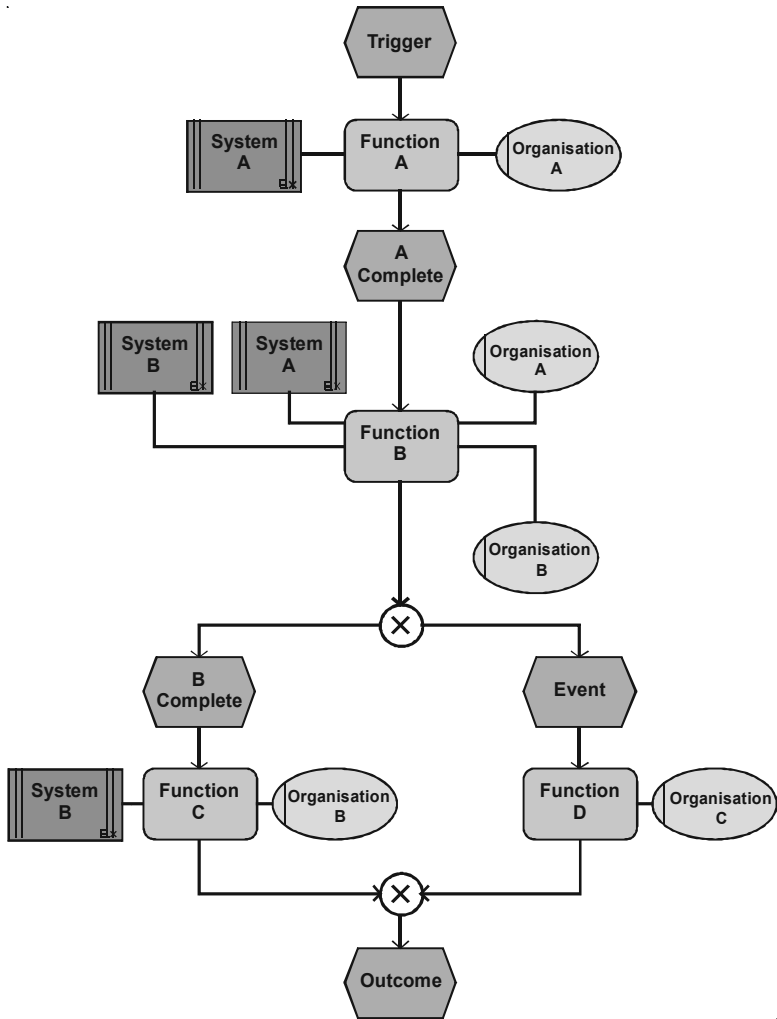 Trigger
System
A
Function
A
Organisation
A
A
Complete
System
B
System
A
Organisation
A
Function
B
Organisation
B
B
Complete
Event
System
B
Function
C
Organisation
B
Function
D
Organisation
C
Outcome